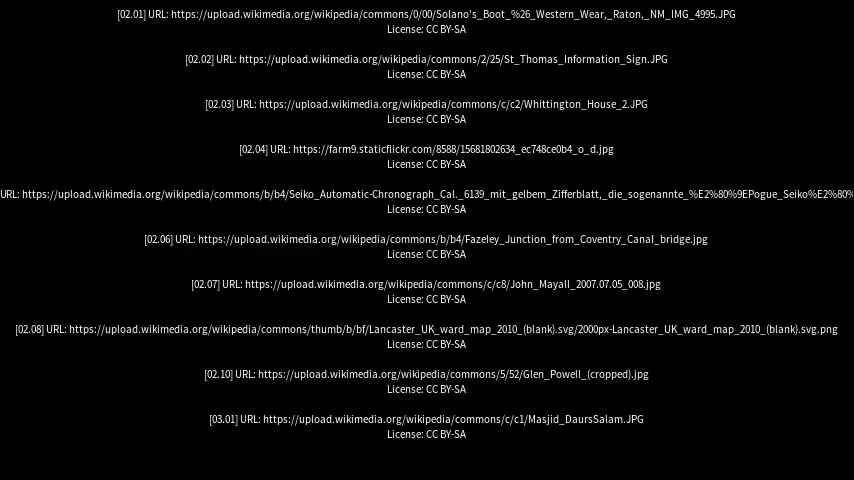 [02.01] URL: https://upload.wikimedia.org/wikipedia/commons/0/00/Solano's_Boot_%26_Western_Wear,_Raton,_NM_IMG_4995.JPG
License: CC BY-SA
[02.02] URL: https://upload.wikimedia.org/wikipedia/commons/2/25/St_Thomas_Information_Sign.JPG
License: CC BY-SA
[02.03] URL: https://upload.wikimedia.org/wikipedia/commons/c/c2/Whittington_House_2.JPG
License: CC BY-SA
[02.04] URL: https://farm9.staticflickr.com/8588/15681802634_ec748ce0b4_o_d.jpg
License: CC BY-SA
URL: https://upload.wikimedia.org/wikipedia/commons/b/b4/Seiko_Automatic-Chronograph_Cal._6139_mit_gelbem_Zifferblatt,_die_sogenannte_%E2%80%9EPogue_Seiko%E2%80%
License: CC BY-SA
[02.06] URL: https://upload.wikimedia.org/wikipedia/commons/b/b4/Fazeley_Junction_from_Coventry_Canal_bridge.jpg
License: CC BY-SA
[02.07] URL: https://upload.wikimedia.org/wikipedia/commons/c/c8/John_Mayall_2007.07.05_008.jpg
License: CC BY-SA
[02.08] URL: https://upload.wikimedia.org/wikipedia/commons/thumb/b/bf/Lancaster_UK_ward_map_2010_(blank).svg/2000px-Lancaster_UK_ward_map_2010_(blank).svg.png
License: CC BY-SA
[02.10] URL: https://upload.wikimedia.org/wikipedia/commons/5/52/Glen_Powell_(cropped).jpg
License: CC BY-SA
[03.01] URL: https://upload.wikimedia.org/wikipedia/commons/c/c1/Masjid_DaursSalam.JPG
License: CC BY-SA